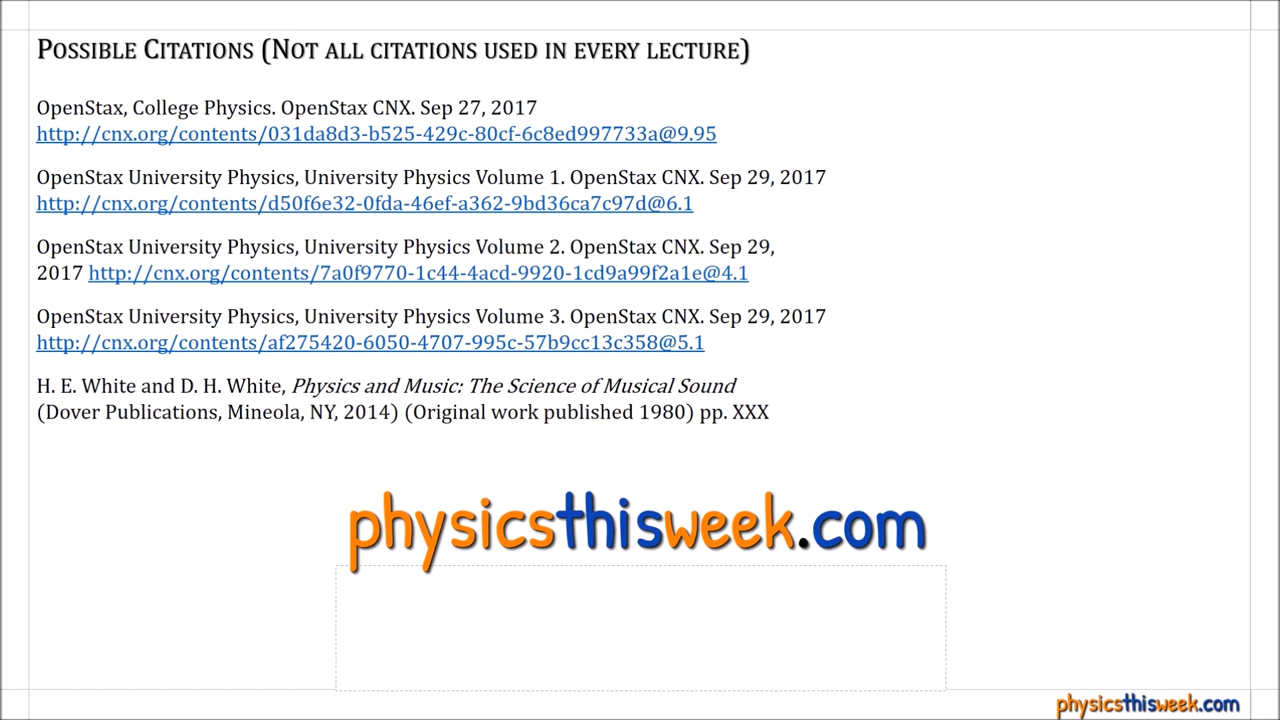 Possible Citations (Not all citations used in every lecture)
OpenStax, College Physics. OpenStax CNX. Sep 27, 2017
http://cnx.org/contents/031da8d3-b525-429c-80cf-6c8ed997733a@9.95
OpenStax University Physics, University Physics Volume 1. OpenStax CNX. Sep 29, 2017
http://cnx.org/contents/d50f6e32-0fda-46ef-a362-9bd36ca7c97d@6.1
OpenStax University Physics, University Physics Volume 2. OpenStax CNX. Sep 29,
2017 http://cnx.org/contents/7a0f9770-1c44-4acd-9920-1cd9a99f2a1e@4.1
OpenStax University Physics, University Physics Volume 3. OpenStax CNX. Sep 29, 2017
http://cnx.org/contents/af275420-6050-4707-995c-57b9cc13c358@5.1
H. E. White and D. H. White, Physics and Music: The Science of Musical Sound
(Dover Publications, Mineola, NY, 2014) (Original work published 1980) pp. XXX
physicsthisweek.com
physicsthisweek.com